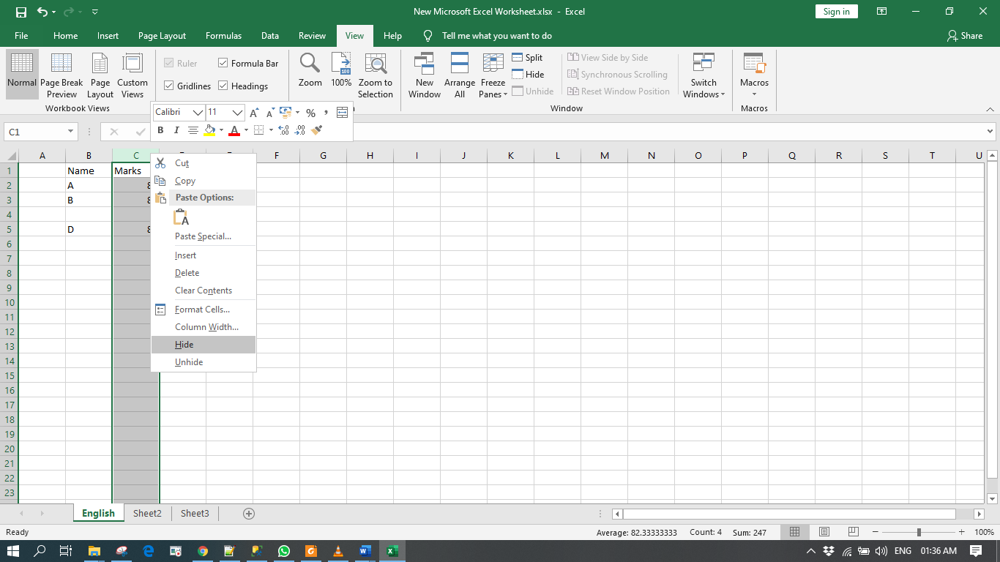 New Microsoft Excel Worksheet.xlsx - Excel
Sign in
File Home Insert Page Layout Formulas Data Review View Help Tell me what you want to do Share
Normal
Page Break Preview
Page Layout
Custom Views
Workbook Views
Ruler
Formula Bar
Gridlines
Headings
Zoom
100
100%
Zoom to Selection
New Window
Arrange All
Freeze Panes
Split
Hide
Unhide
View Side by Side
Synchronous Scrolling
Reset Window Position
Window
Switch Windows
Macros
Macros
Calibri 11 A A % ,
B I A .0 .00 .00 .0
C1
A B C F G H I J K L M N O P Q R S T U
1 Name Marks
2 A 8
3 B 8
4
5 D 8
6
7
8
9
10
11
12
13
14
15
16
17
18
19
20
21
22
23
Cut
Copy
Paste Options:
A
Paste Special...
Insert
Delete
Clear Contents
Format Cells...
Column Width...
Hide
Unhide
English Sheet2 Sheet3
Ready Average: 82.33333333 Count: 4 Sum: 247 100%
ENG 01:36 AM